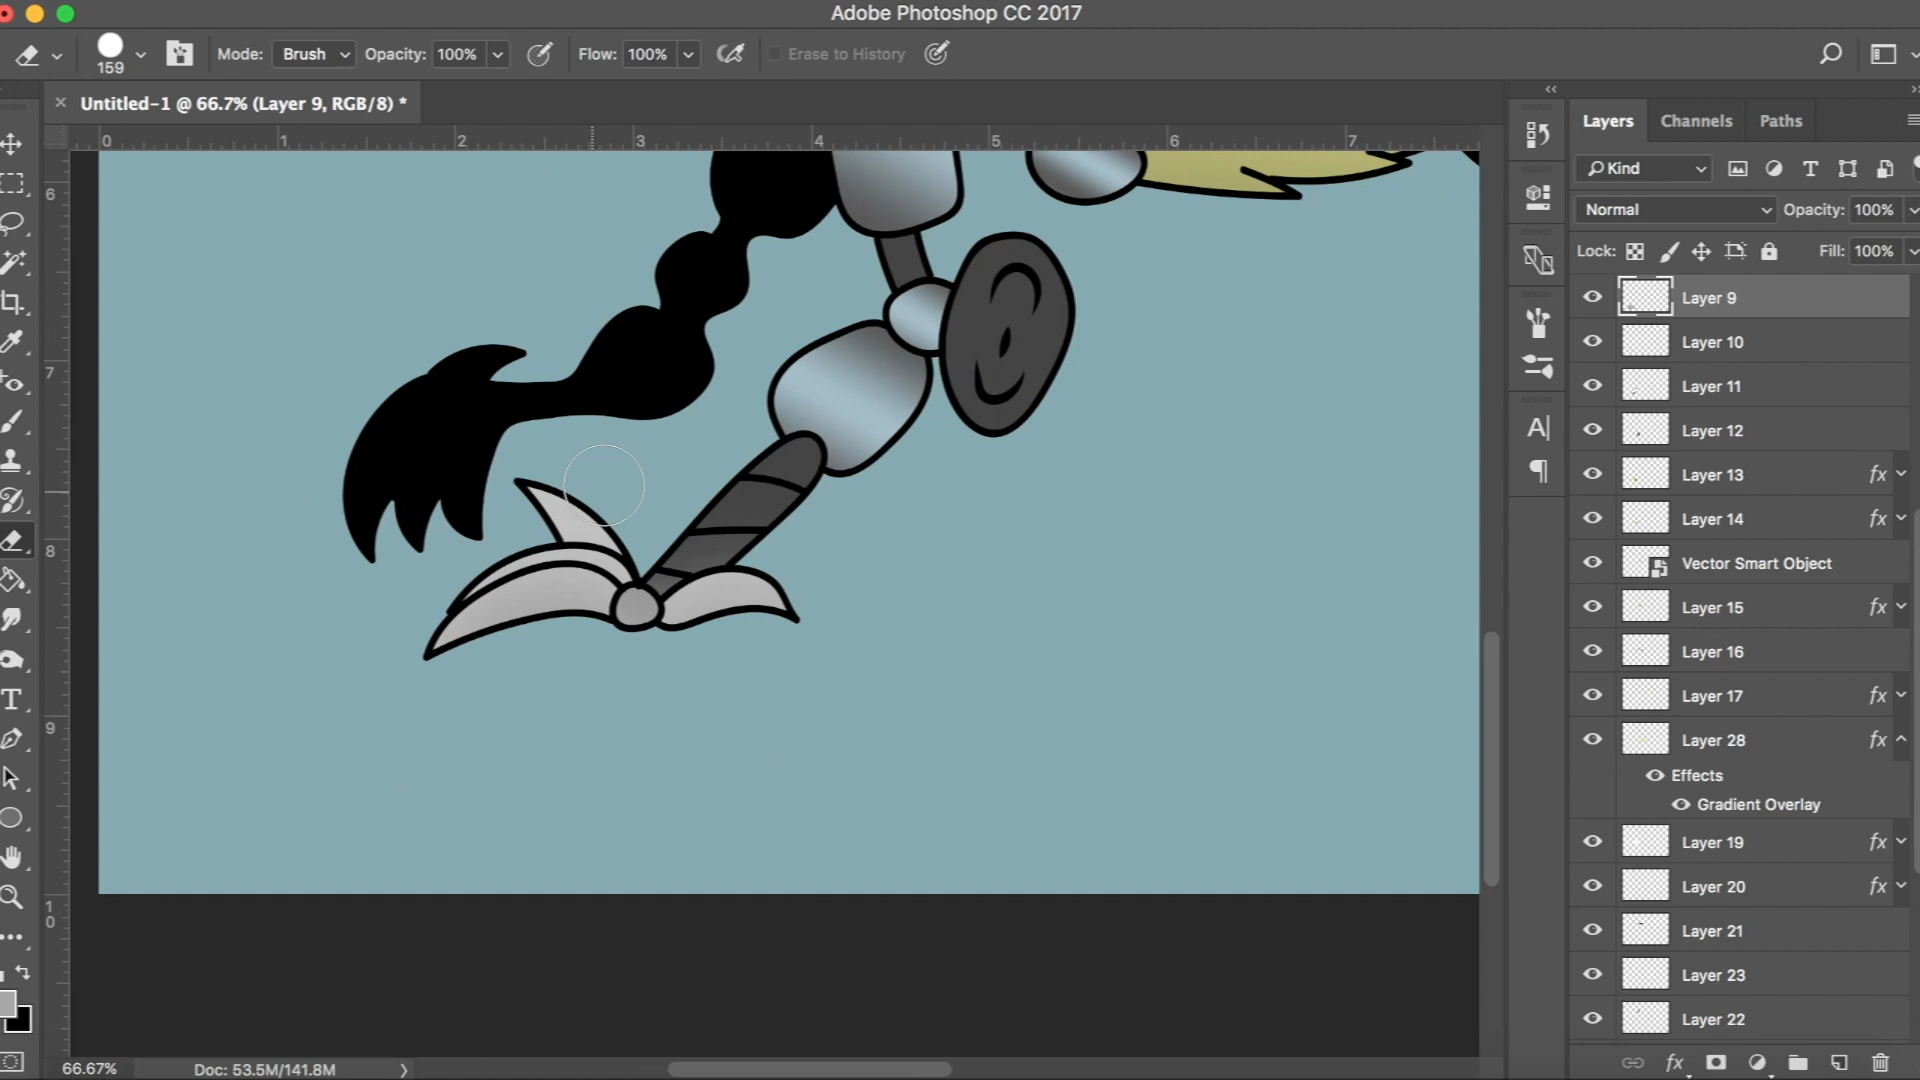 Adobe Photoshop CC 2017
159
Mode: Brush Opacity: 100% Flow: 100% Erase to History
Untitled-1 @ 66.7% (Layer 9, RGB/8) *
0 1 2 3 4 5 6 7
6
7
8
9
1
0
Layers Channels Paths
Kind
Normal Opacity: 100%
Lock: Fill: 100%
Layer 9
Layer 10
Layer 11
Layer 12
Layer 13 fx
Layer 14 fx
Vector Smart Object
Layer 15 fx
Layer 16
Layer 17 fx
Layer 28 fx
Effects
Gradient Overlay
Layer 19 fx
Layer 20 fx
Layer 21
Layer 23
Layer 22
fx
66.67% Doc: 53.5M/141.8M